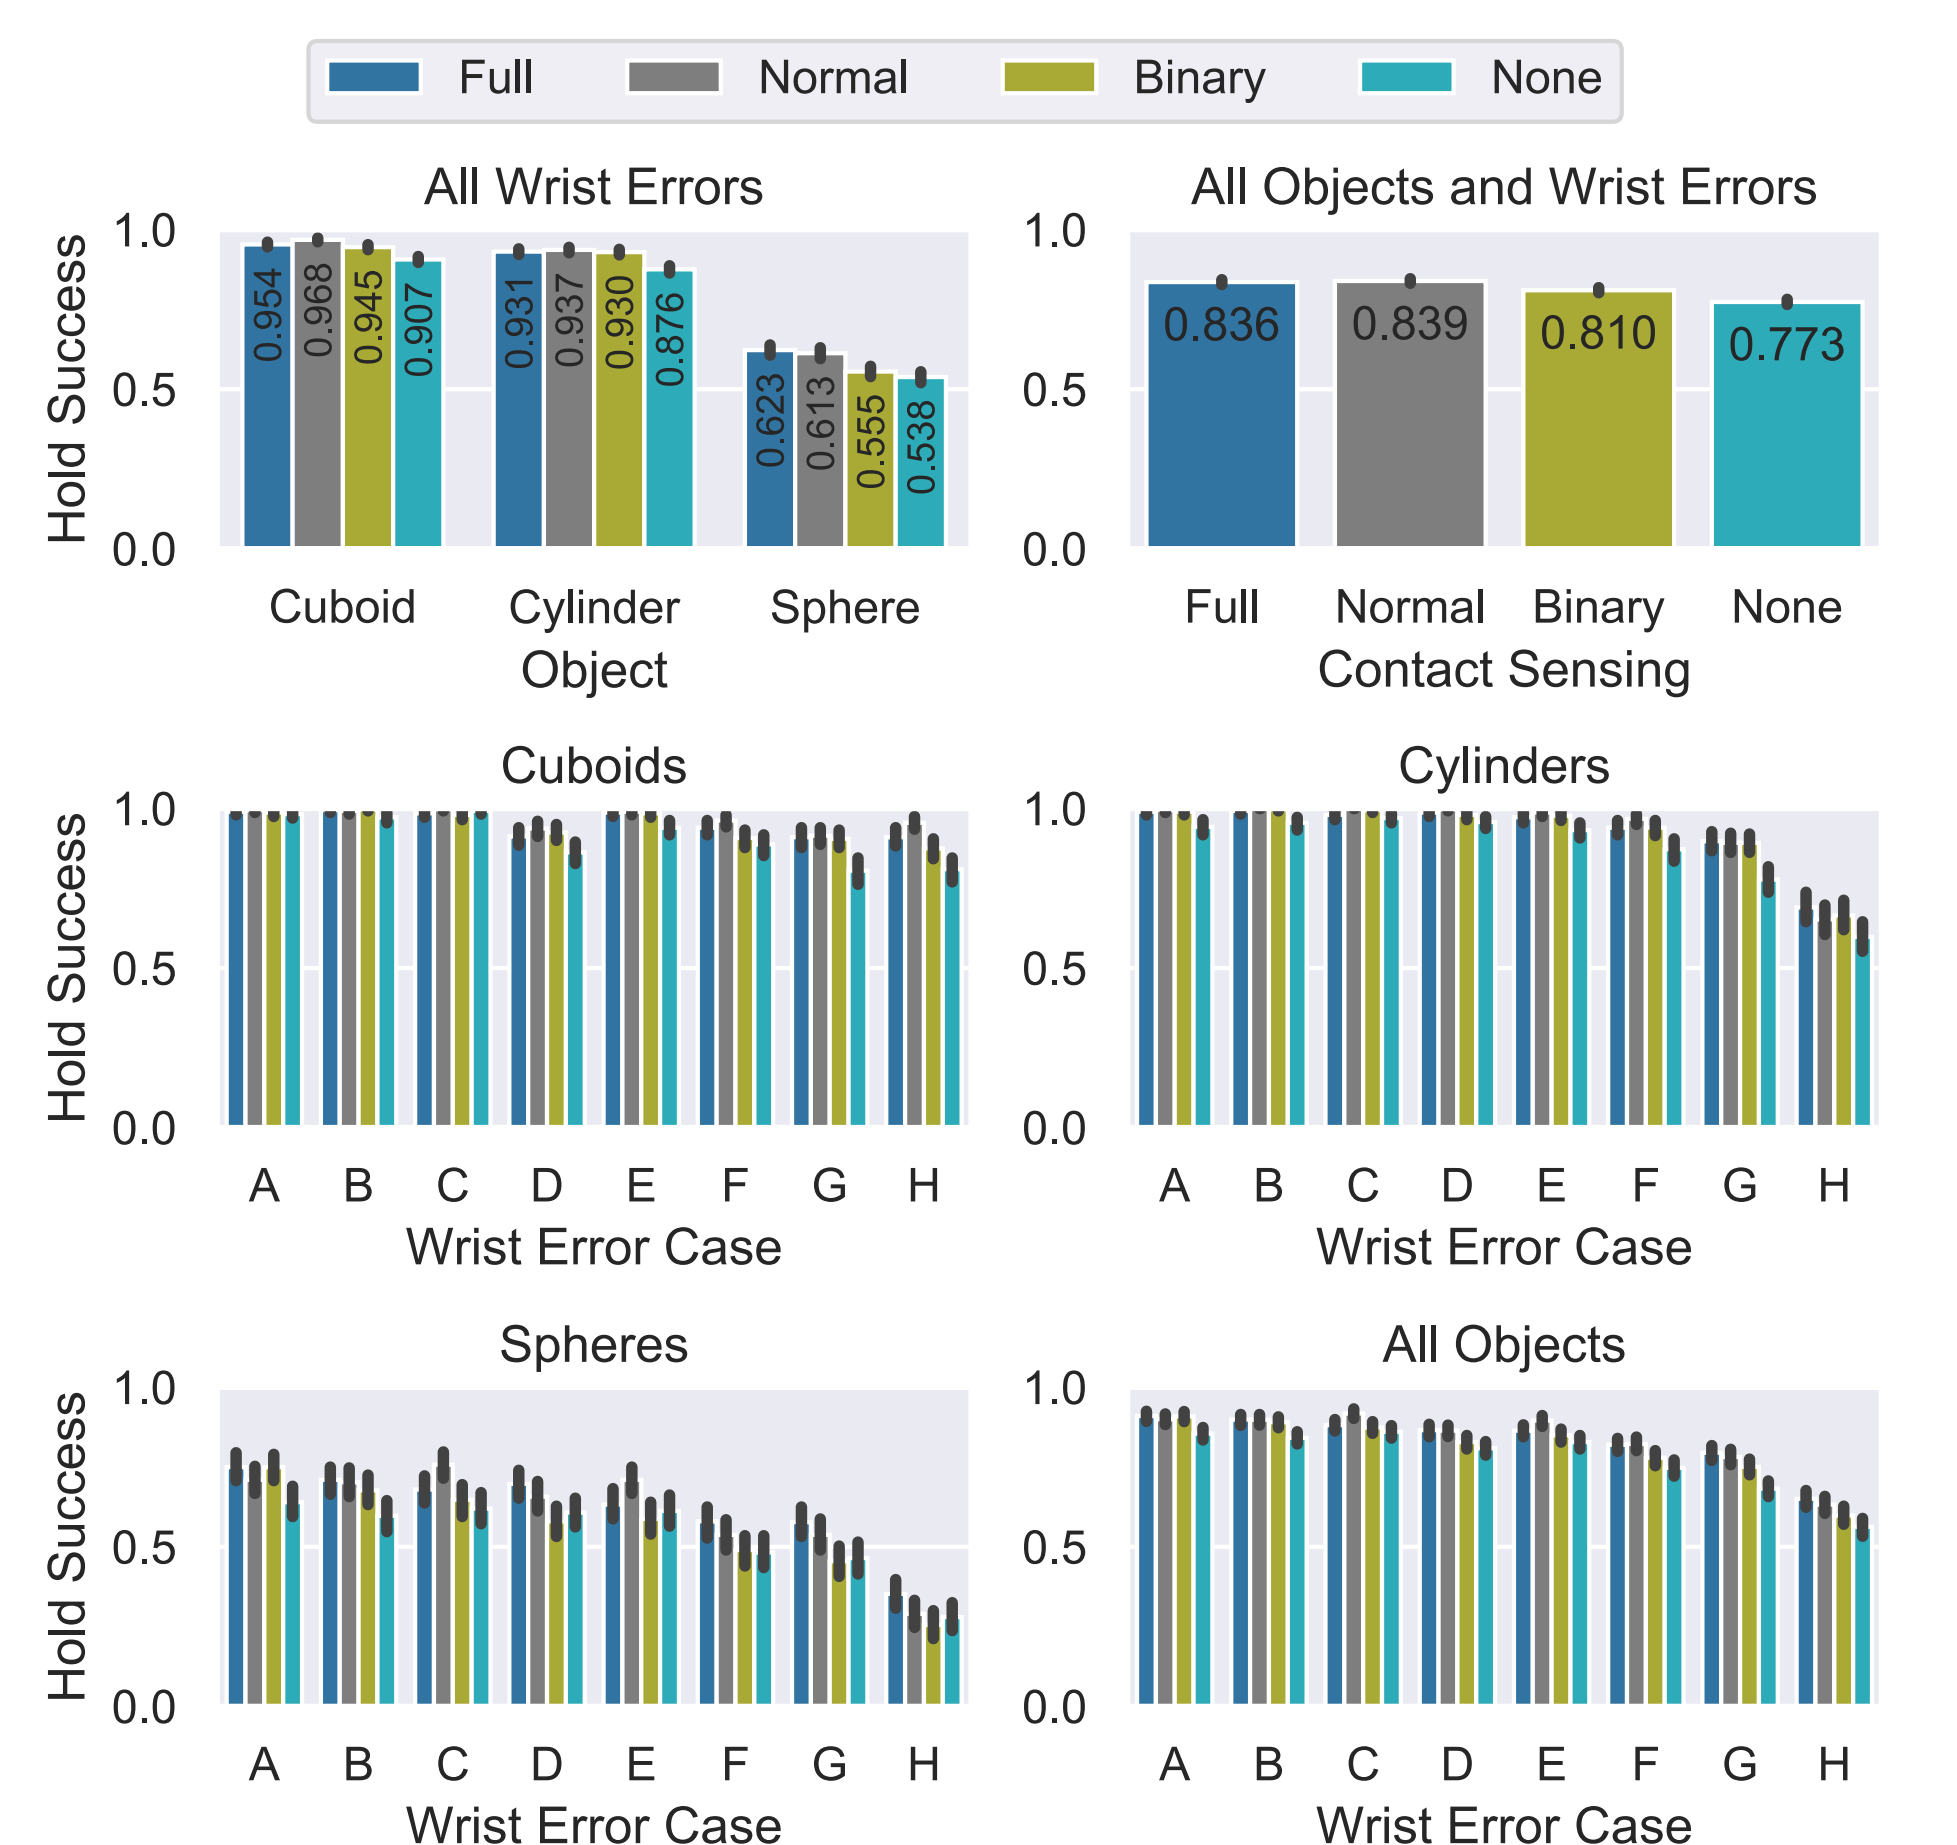 Full Normal Binary None
All Wrist Errors
Hold Success
1.0
0.5
0.0
0.954 0.968 0.945 0.907 0.931 0.937 0.930 0.876 0.623 0.613 0.555 0.538
Cuboid Cylinder Sphere
Object
All Objects and Wrist Errors
1.0
0.5
0.0
0.836 0.839 0.810 0.773
Full Normal Binary None
Contact Sensing
Cuboids
Hold Success
1.0
0.5
0.0
A B C D E F G H
Wrist Error Case
Cylinders
1.0
0.5
0.0
A B C D E F G H
Wrist Error Case
Spheres
Hold Success
1.0
0.5
0.0
A B C D E F G H
Wrist Error Case
All Objects
1.0
0.5
0.0
A B C D E F G H
Wrist Error Case